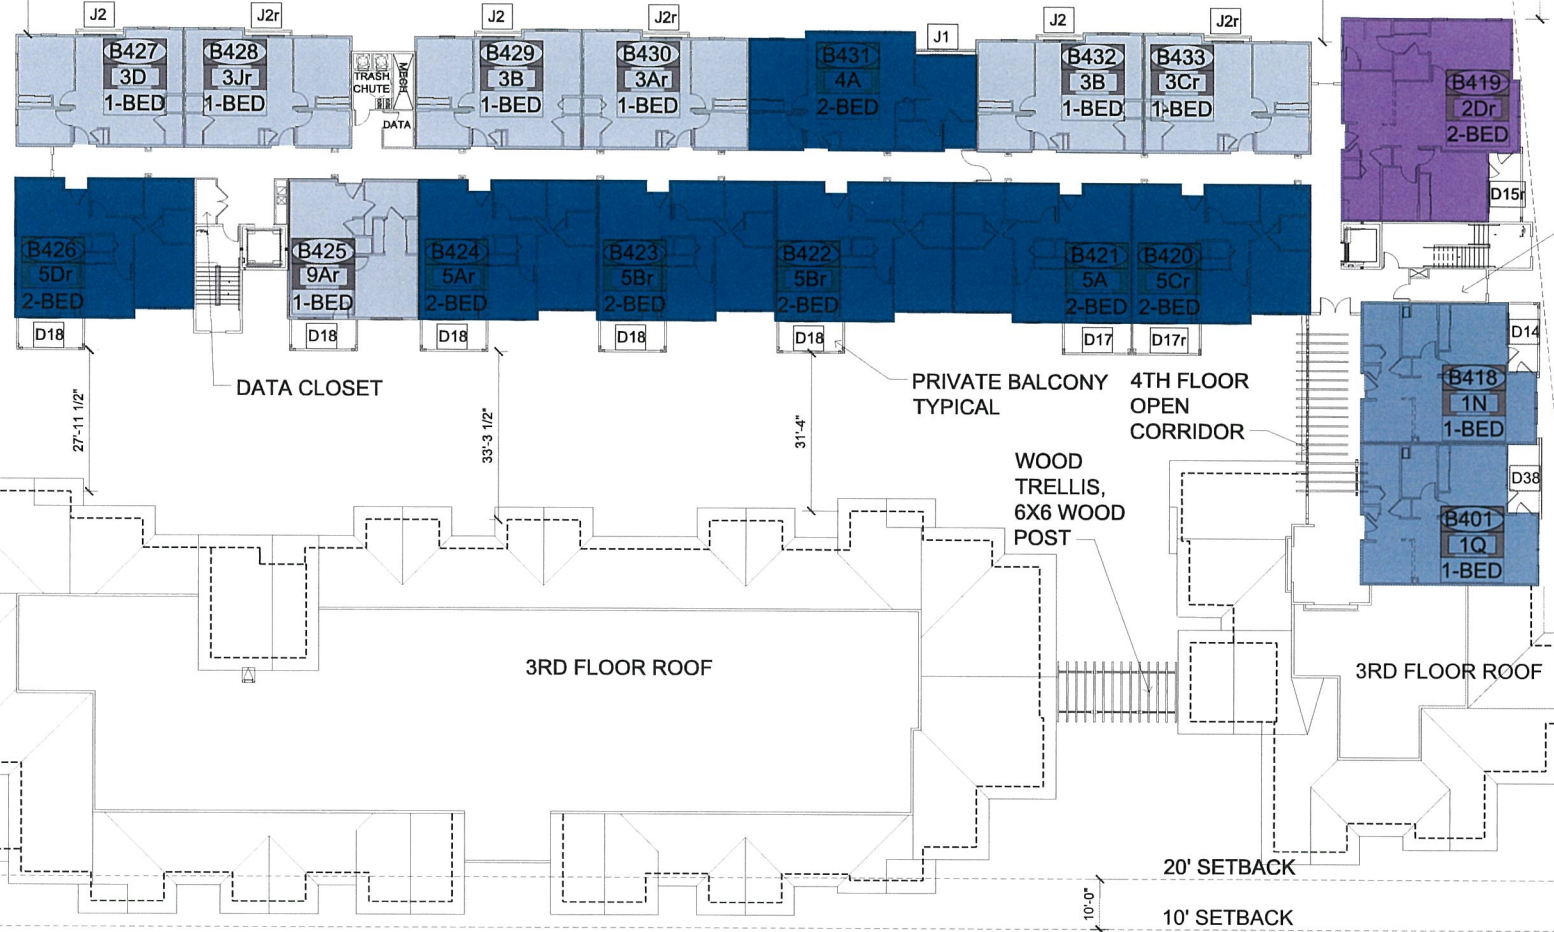 J2
J2r
J2
J2r
J1
J2
J2r
B427
3D
1-BED
B428
3Jr
1-BED
TRASH
CHUTE
MECH
DATA
B429
3B
1-BED
B430
3Ar
1-BED
B431
4A
2-BED
B432
3B
1-BED
B433
3Cr
1-BED
B419
2Dr
2-BED
D15r
B426
5Dr
2-BED
B425
9Ar
1-BED
B424
5Ar
2-BED
B423
5Br
2-BED
B422
5Br
2-BED
B421
5A
2-BED
B420
5Cr
2-BED
D18
D18
D18
D18
D18
D17
D17r
D14
DATA CLOSET
PRIVATE BALCONY
TYPICAL
4TH FLOOR
OPEN
CORRIDOR
B418
1N
1-BED
27'-11 1/2"
33'-3 1/2"
31'-4"
WOOD
TRELLIS,
6X6 WOOD
POST
D38
B401
1Q
1-BED
3RD FLOOR ROOF
3RD FLOOR ROOF
20' SETBACK
10'-0"
10' SETBACK